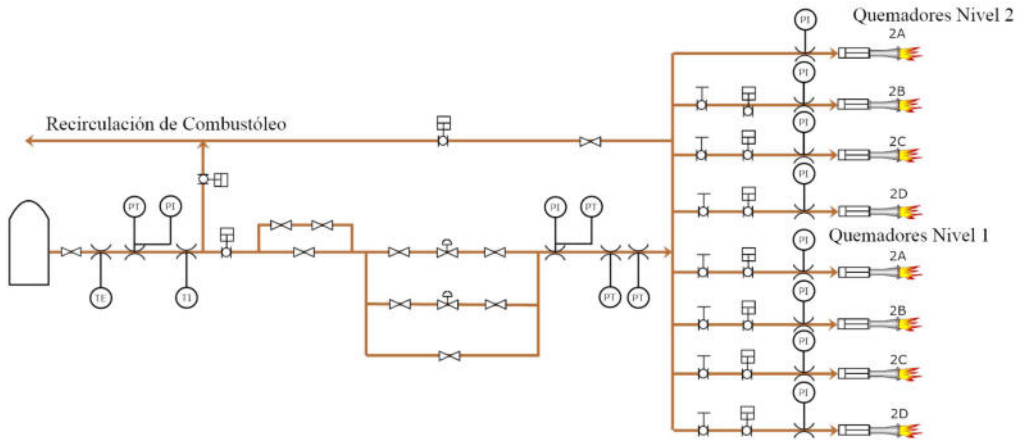 Quemadores Nivel 2
PI
2A
PI
2B
Recirculación de Combustóleo
PI
2C
PI
2D
PT
PI
PI
PT
Quemadores Nivel 1
PI
2A
TE
TI
PT
PT
PI
2B
PI
2C
PI
2D